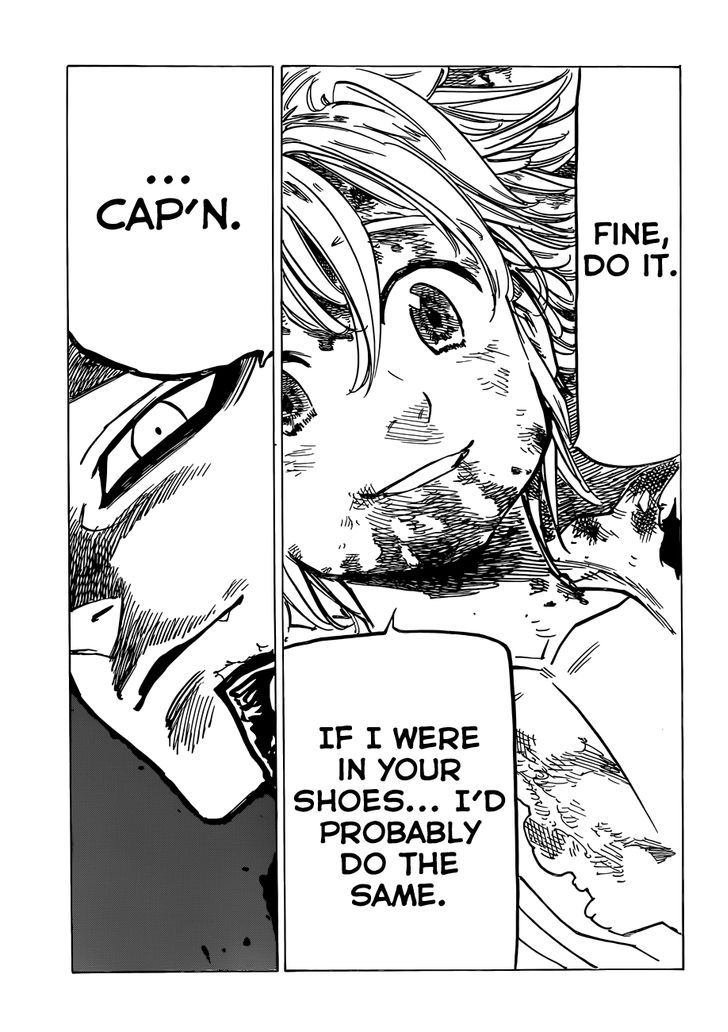 FINE,
DO IT.
IF I WERE
IN YOUR
SHOES... I'D
PROBABLY
DO THE
SAME.
...
CAP'N.